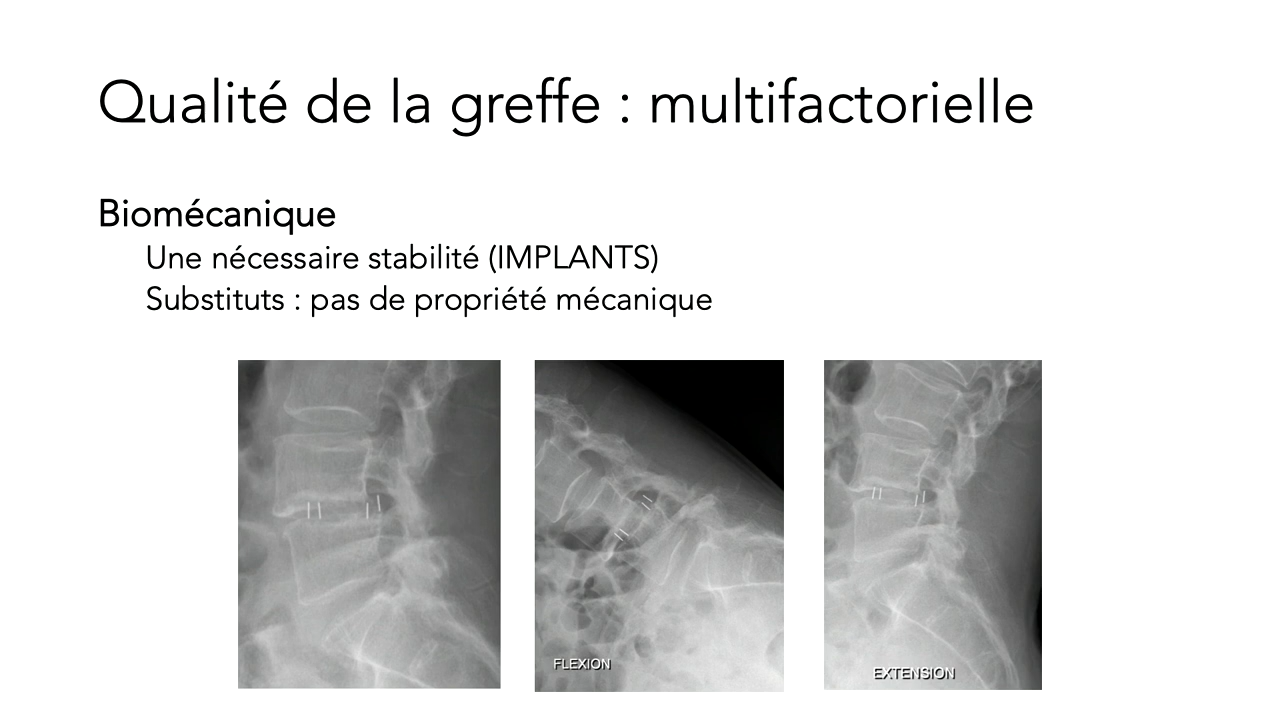 Qualité de la greffe : multifactorielle
Biomécanique
Une nécessaire stabilité (IMPLANTS)
Substituts : pas de propriété mécanique
FLEXION
EXTENSION